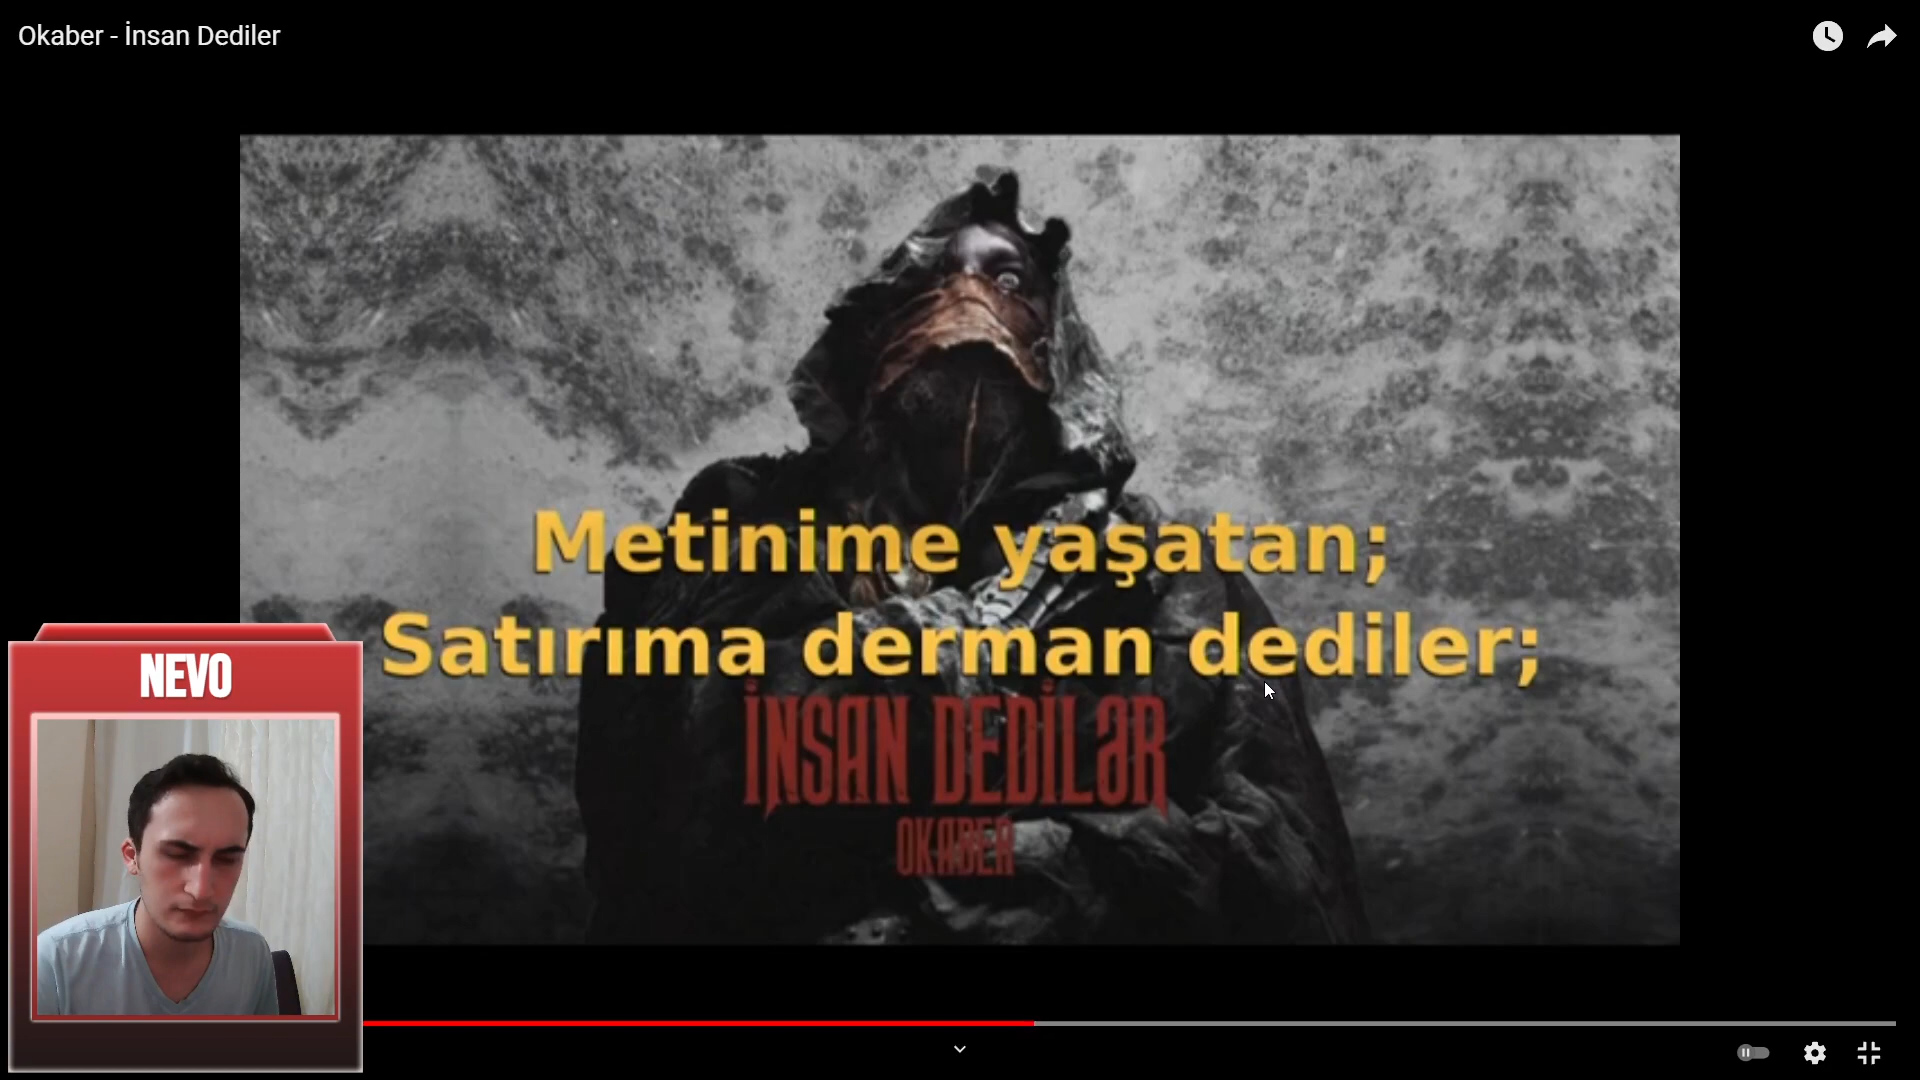 Okaber - İnsan Dediler
Metinime yaşatan;
Satırıma derman dediler;
İNSAN DEDİLƏR
OKABER
NEVO